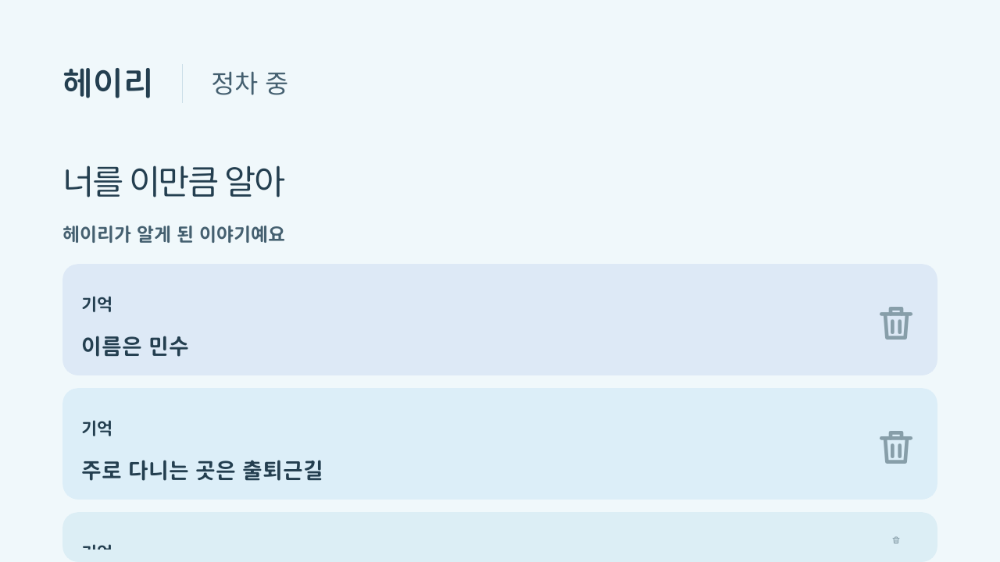 헤이리
정차 중
너를 이만큼 알아
헤이리가 알게 된 이야기예요
기억
이름은 민수
기억
주로 다니는 곳은 출퇴근길
기억